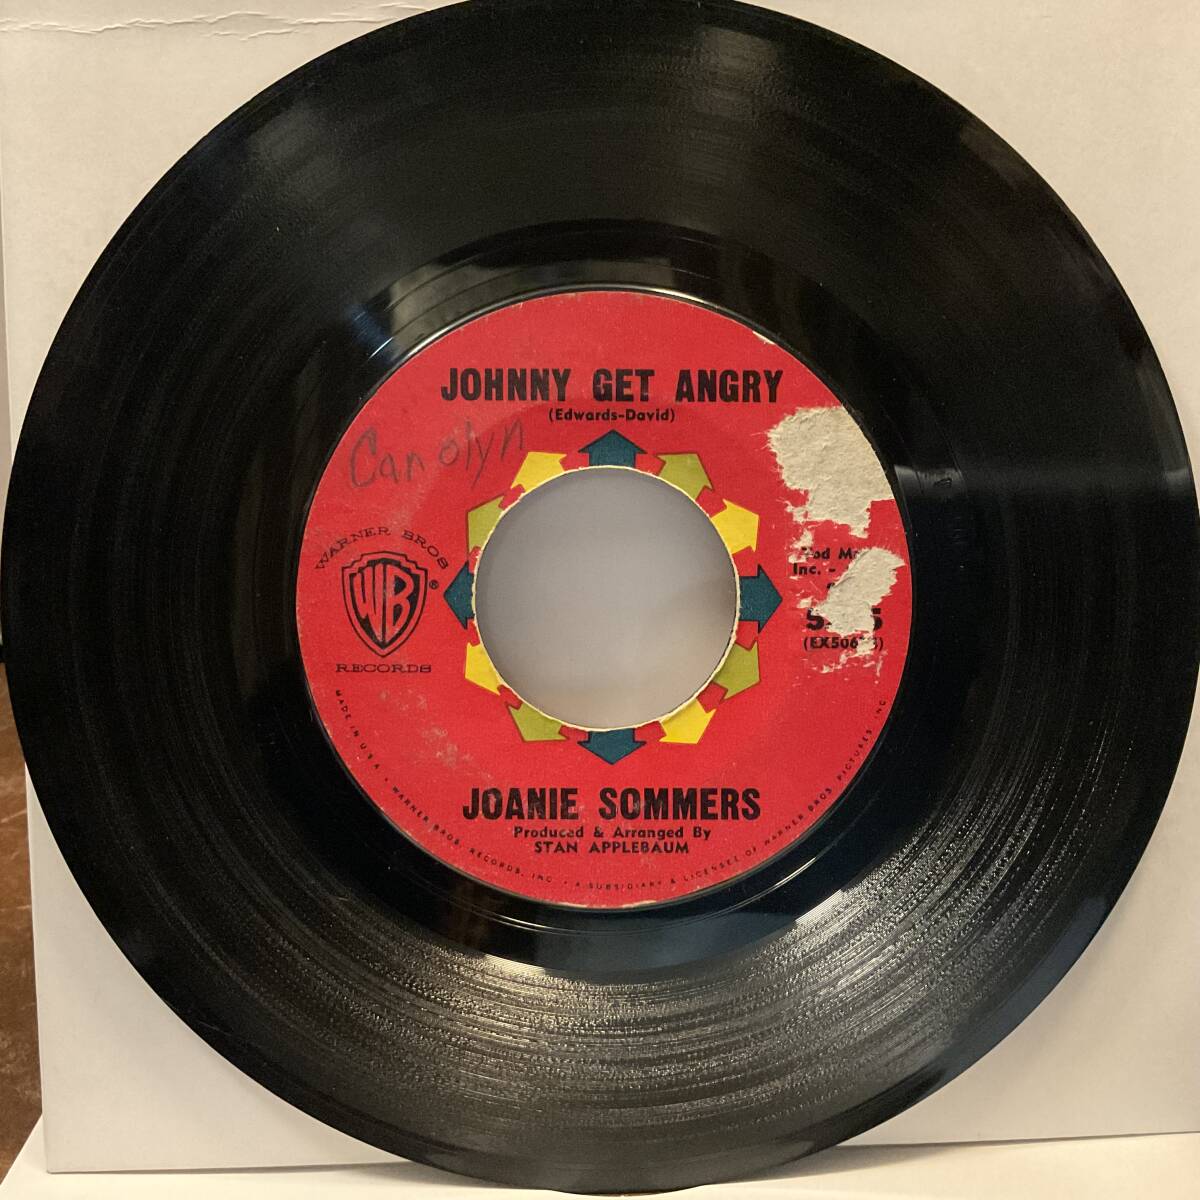 JOHNNY GET ANGRY
(Edwards-David)
Carolyn
WARNER BROS
WB®
RECORDS
Inc. -
JOANIE SOMMERS
Produced & Arranged By
STAN APPLEBAUM
MADE IN U.S.A. • WARNER BROS. RECORDS, INC. • A SUBSIDIARY & LICENSEE OF WARNER BROS. PICTURES, INC.